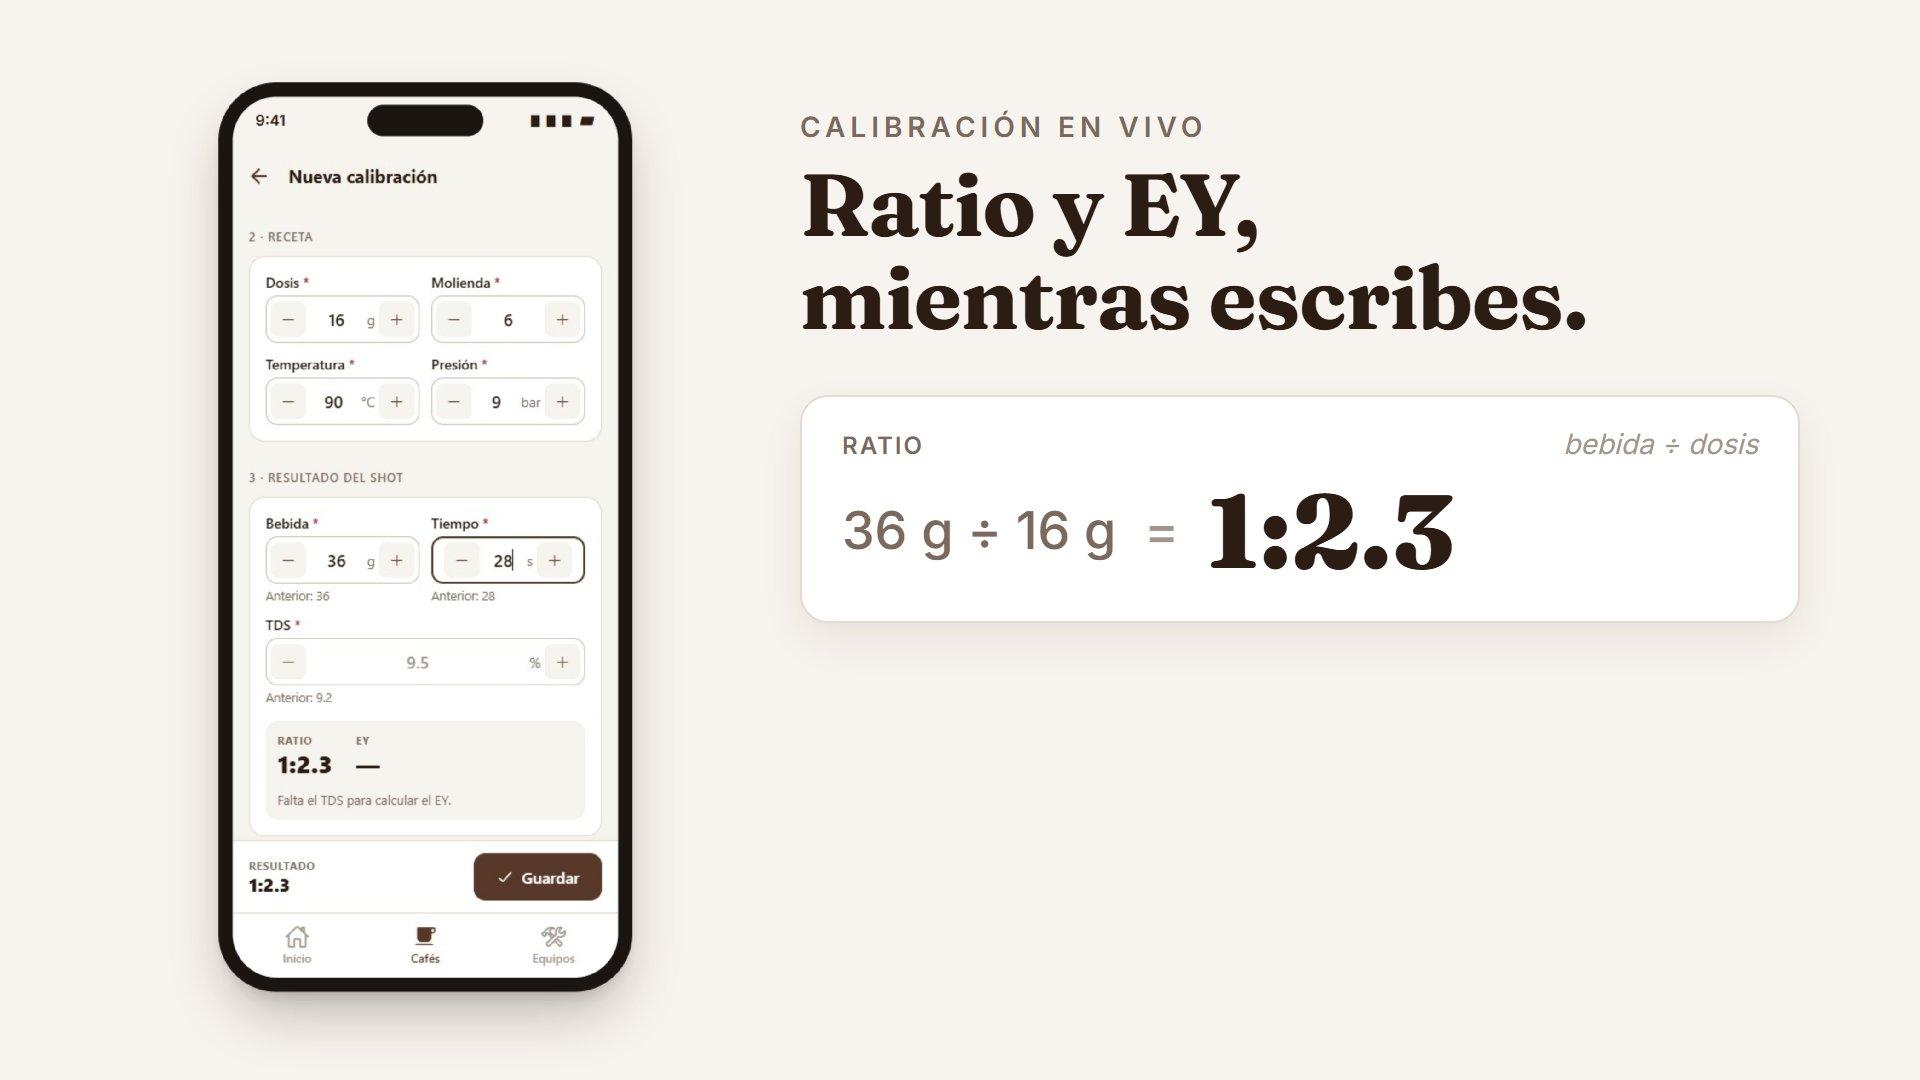 9:41
Nueva calibración
2 · RECETA
Dosis * Molienda *
− 16 g + − 6 +
Temperatura * Presión *
− 90 °C + − 9 bar +
3 · RESULTADO DEL SHOT
Bebida * Tiempo *
− 36 g + − 28 s +
Anterior: 36 Anterior: 28
TDS *
− 9.5 % +
Anterior: 9.2
RATIO EY
1:2.3 —
Falta el TDS para calcular el EY.
RESULTADO
1:2.3
Guardar
Inicio Cafés Equipos
CALIBRACIÓN EN VIVO
Ratio y EY,
mientras escribes.
RATIO bebida ÷ dosis
36 g ÷ 16 g = 1:2.3